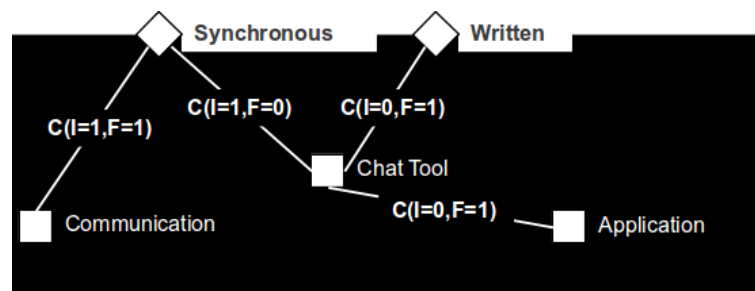 Synchronous
Written
C(I=1,F=0)
C(I=0,F=1)
C(I=1,F=1)
Chat Tool
C(I=0,F=1)
Communication
Application